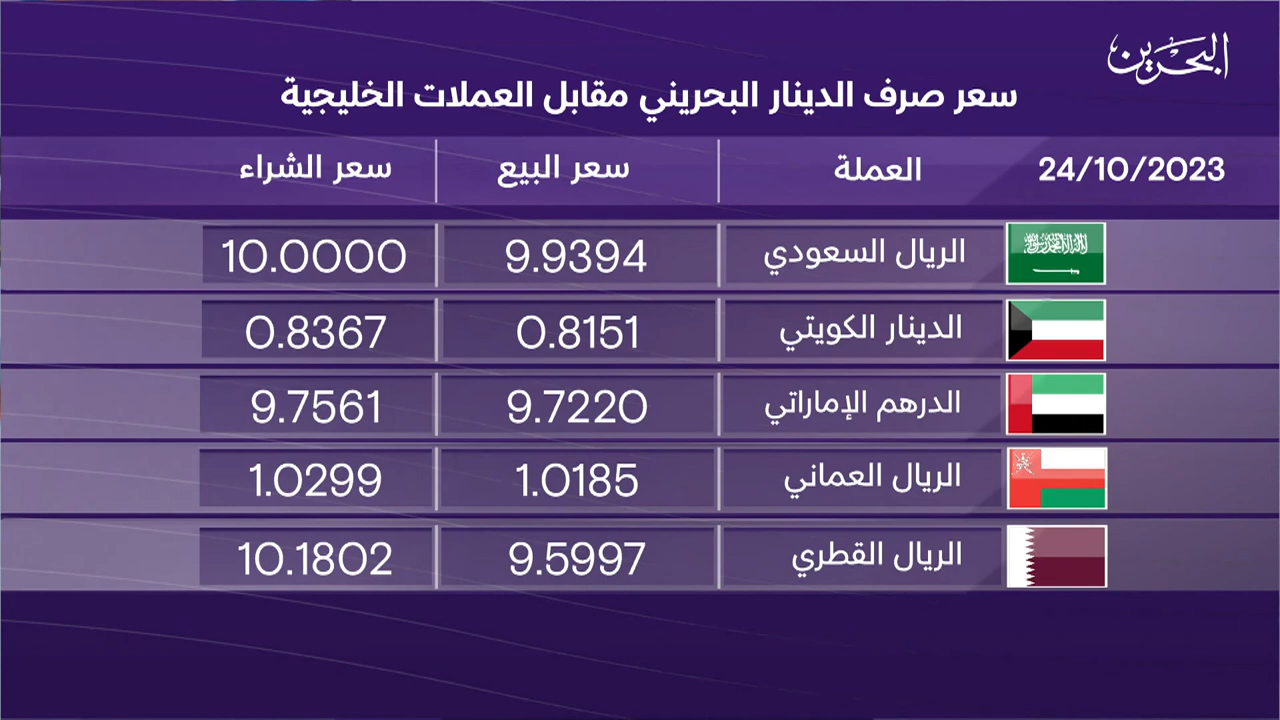 البحرين
سعر صرف الدينار البحريني مقابل العملات الخليجية
24/10/2023 العملة سعر البيع سعر الشراء
الريال السعودي 9.9394 10.0000
الدينار الكويتي 0.8151 0.8367
الدرهم الإماراتي 9.7220 9.7561
الريال العماني 1.0185 1.0299
الريال القطري 9.5997 10.1802